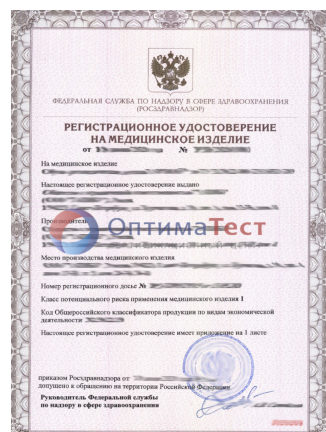 ФЕДЕРАЛЬНАЯ СЛУЖБА ПО НАДЗОРУ В СФЕРЕ ЗДРАВООХРАНЕНИЯ
(РОСЗДРАВНАДЗОР)
РЕГИСТРАЦИОННОЕ УДОСТОВЕРЕНИЕ
НА МЕДИЦИНСКОЕ ИЗДЕЛИЕ
от №
На медицинское изделие
Настоящее регистрационное удостоверение выдано
Производитель
ОптимаТест
Место производства медицинского изделия
Номер регистрационного досье №
Класс потенциального риска применения медицинского изделия 1
Код Общероссийского классификатора продукции по видам экономической
деятельности
Настоящее регистрационное удостоверение имеет приложение на 1 листе
приказом Росздравнадзора от
допущено к обращению на территории Российской Федерации
Руководитель Федеральной службы
по надзору в сфере здравоохранения